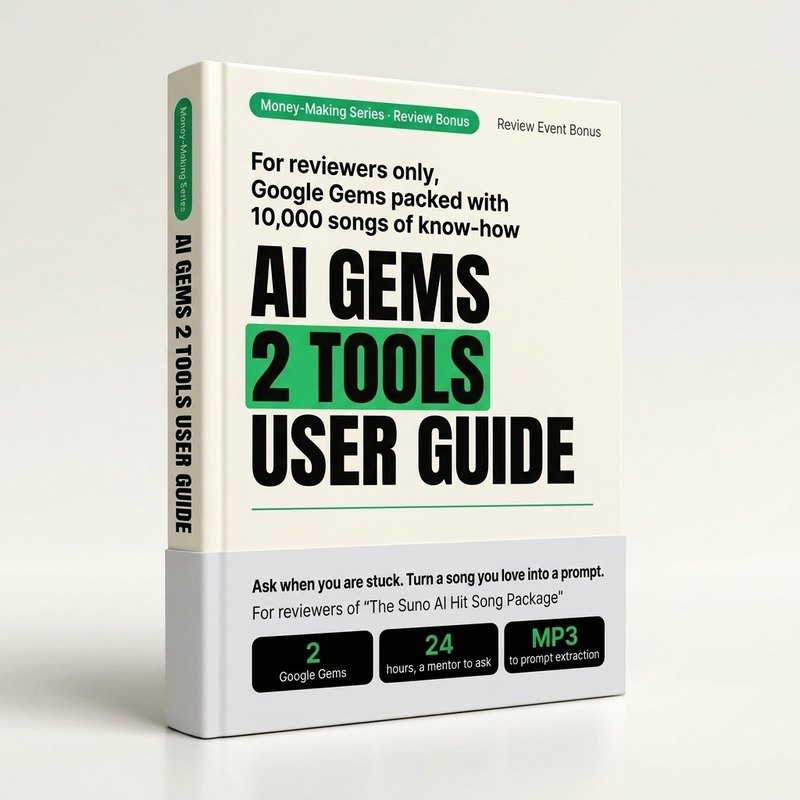 Money-Making Series · Review Bonus
Review Event Bonus
For reviewers only,
Google Gems packed with
10,000 songs of know-how
AI GEMS
2 TOOLS
USER GUIDE
Ask when you are stuck. Turn a song you love into a prompt.
For reviewers of “The Suno AI Hit Song Package"
2
Google Gems
24
hours, a mentor to ask
MP3
to prompt extraction
Money-Making Series
AI GEMS 2 TOOLS USER GUIDE